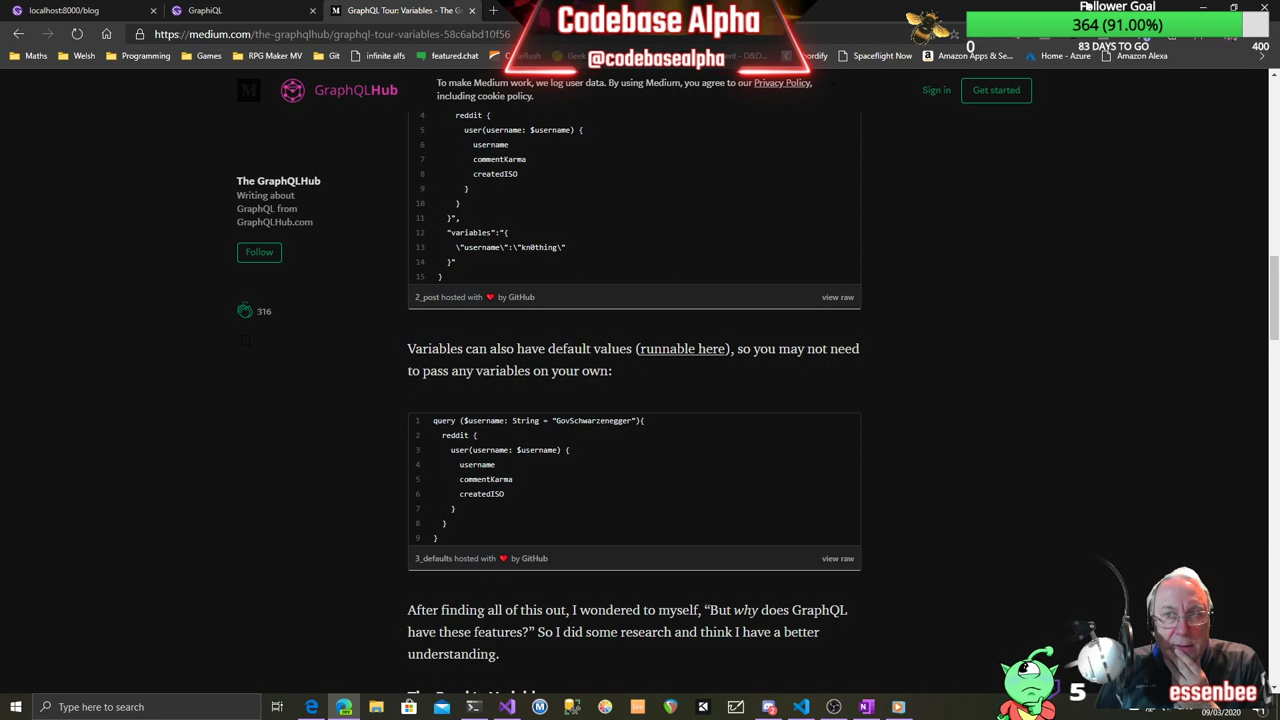 localhost:8000/blog
GraphQL
GraphQL Tour: Variables - The G
Follower Goal
364 (91.00%)
0
83 DAYS TO GO
400
https://medium.com/the-graphqlhub/graphql-tour-variables-58c6abd10f56
Codebase Alpha
@codebasealpha
Maths
Welsh
Programming
RPG Maker MV
infinite alfs
rocket.chat
Spaceflight Now
Amazon Apps & Se...
Home - Azure
Amazon Alexa
GraphQLHub
To make Medium work, we log user data. By using Medium, you agree to our Privacy Policy,
including cookie policy.
Sign in
Get started
The GraphQLHub
Writing about
GraphQL from
GraphQLHub.com
Follow
316
4 reddit {
5 user(username: $username) {
6 username
7 commentKarma
8 createdISO
9 }
10 }
11 }",
12 "variables":"{
13 \"username\":\"kn0thing\"
14 }"
15 }
2_post hosted with ❤ by GitHub
view raw
Variables can also have default values (runnable here), so you may not need
to pass any variables on your own:
1 query ($username: String = "GovSchwarzenegger"){
2 reddit {
3 user(username: $username) {
4 username
5 commentKarma
6 createdISO
7 }
8 }
9 }
3_defaults hosted with ❤ by GitHub
view raw
After finding all of this out, I wondered to myself, “But why does GraphQL
have these features?” So I did some research and think I have a better
understanding.
5
essenbee
Type here to search
09/03/2020